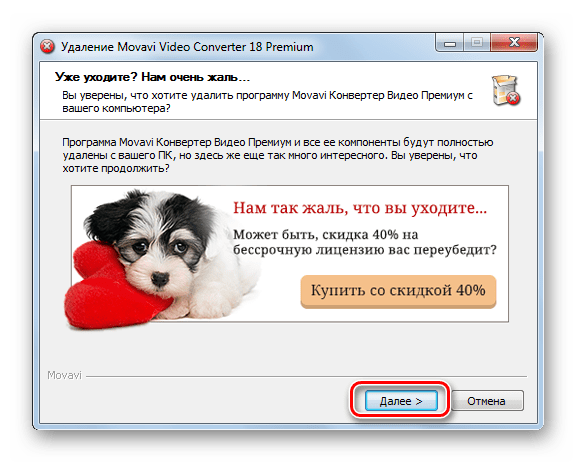 Удаление Movavi Video Converter 18 Premium
Уже уходите? Нам очень жаль...
Вы уверены, что хотите удалить программу Movavi Конвертер Видео Премиум с
вашего компьютера?
Программа Movavi Конвертер Видео Премиум и все ее компоненты будут полностью
удалены с вашего ПК, но здесь же еще так много интересного. Вы уверены, что
хотите продолжить?
Нам так жаль, что вы уходите...
Может быть, скидка 40% на
бессрочную лицензию вас переубедит?
Купить со скидкой 40%
Movavi
Далее >
Отмена